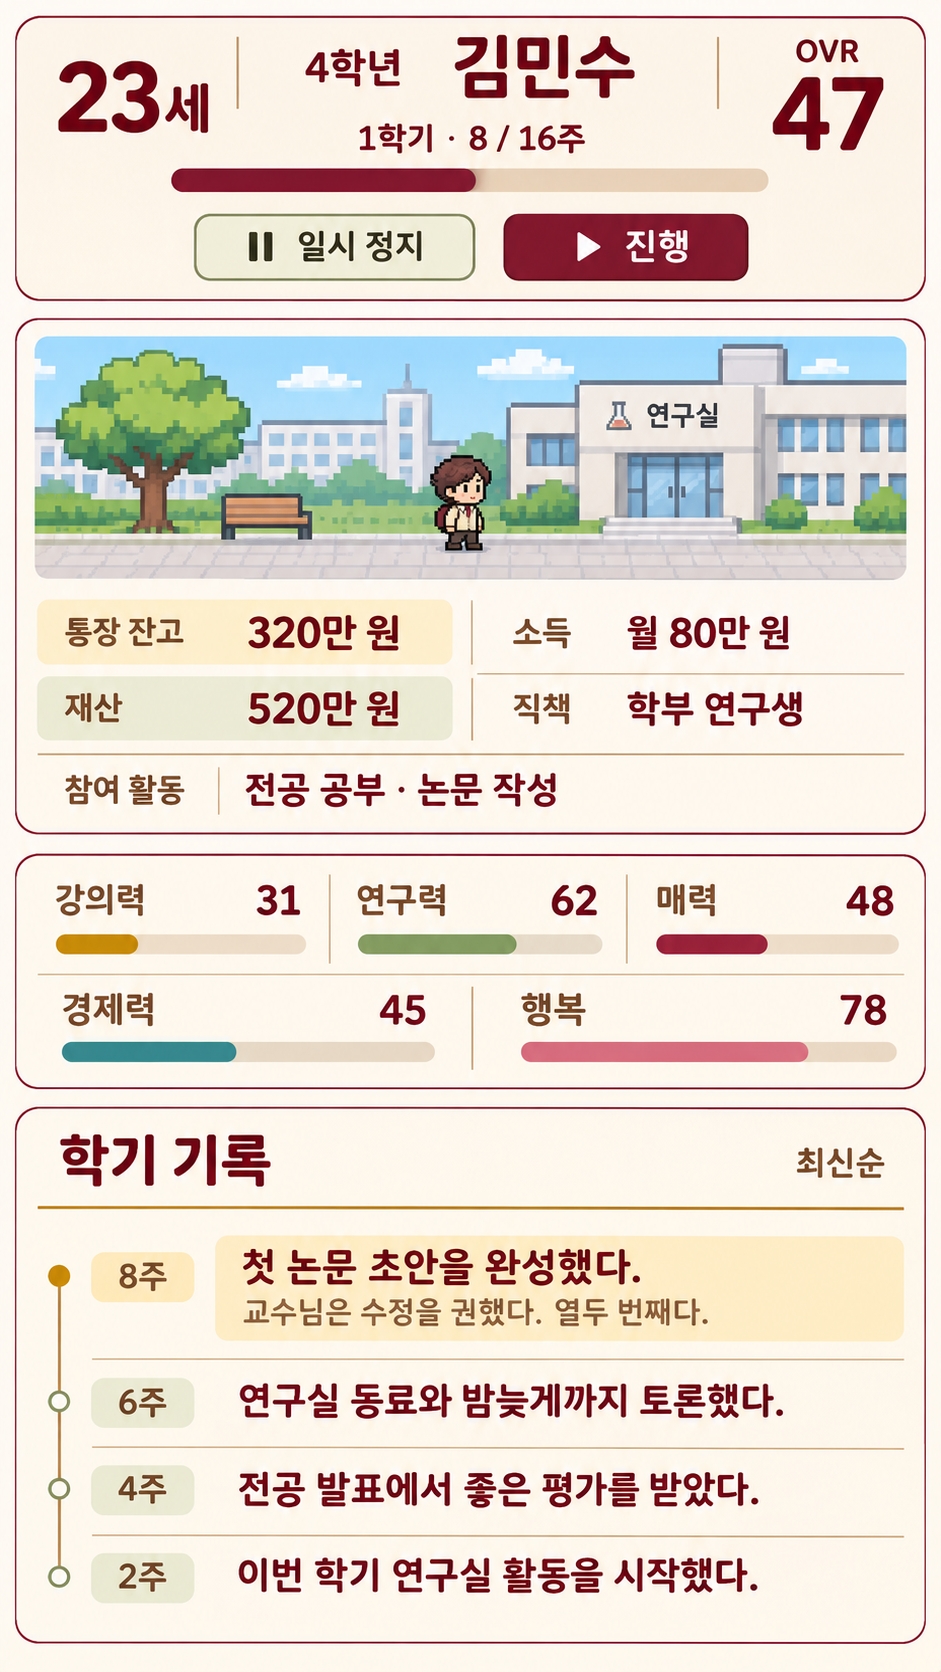 23세
4학년 김민수
1학기 · 8 / 16주
OVR
47
일시 정지
진행
연구실
통장 잔고 320만 원
소득 월 80만 원
재산 520만 원
직책 학부 연구생
참여 활동 전공 공부 · 논문 작성
강의력 31
연구력 62
매력 48
경제력 45
행복 78
학기 기록
최신순
8주 첫 논문 초안을 완성했다.
교수님은 수정을 권했다. 열두 번째다.
6주 연구실 동료와 밤늦게까지 토론했다.
4주 전공 발표에서 좋은 평가를 받았다.
2주 이번 학기 연구실 활동을 시작했다.